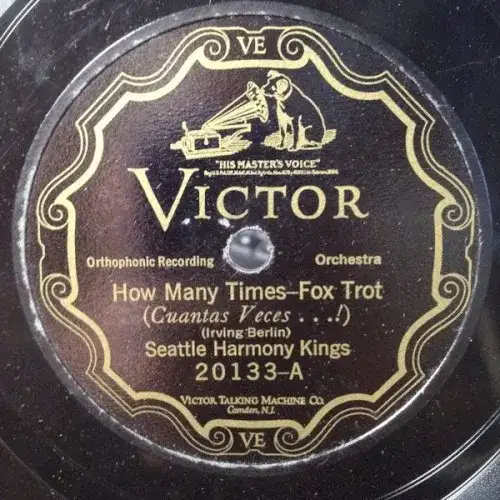 VE
"HIS MASTER'S VOICE"
VICTOR
Orthophonic Recording Orchestra
How Many Times–Fox Trot
(Cuantas Veces . . .!)
(Irving Berlin)
Seattle Harmony Kings
20133–A
VICTOR TALKING MACHINE CO.
Camden, N.J.
VE